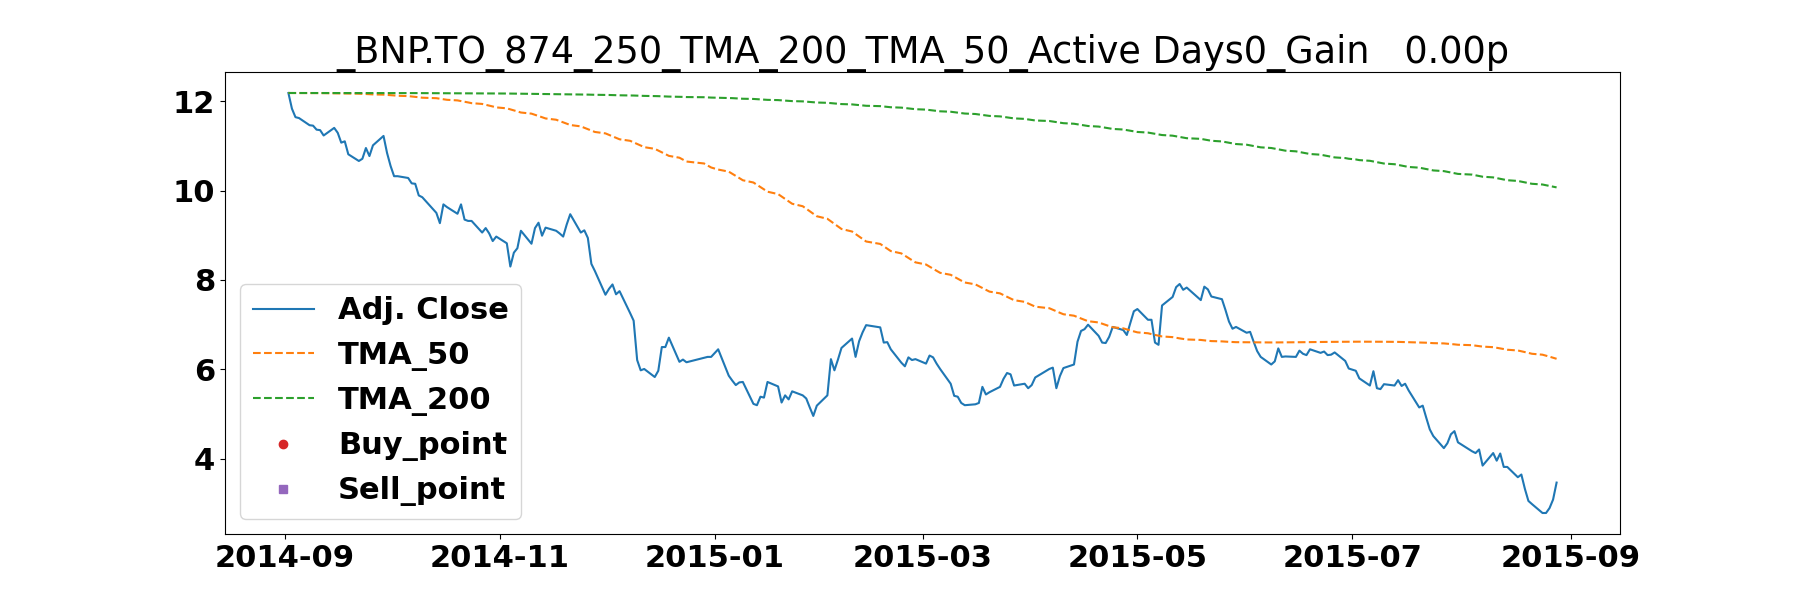 _BNP.TO_874_250_TMA_200_TMA_50_Active Days0_Gain   0.00p
12
10
8
6
4
Adj. Close
TMA_50
TMA_200
Buy_point
Sell_point
2014-09 2014-11 2015-01 2015-03 2015-05 2015-07 2015-09